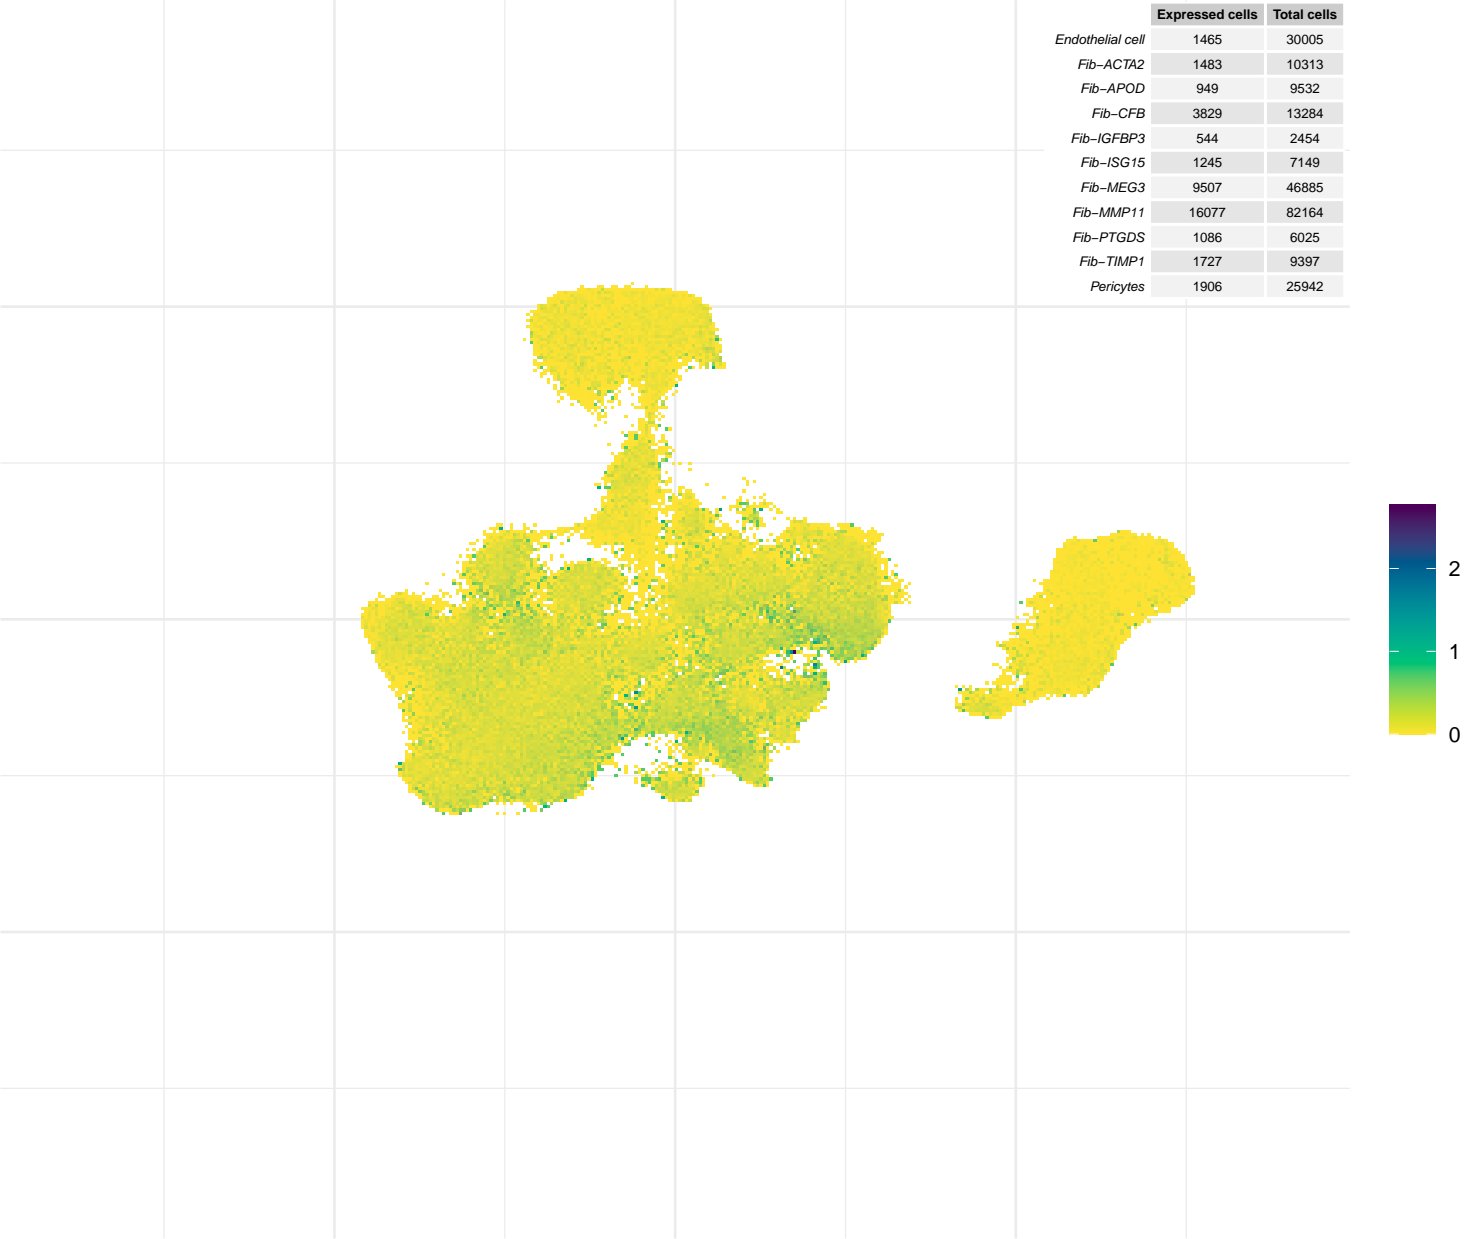 Expressed cells Total cells
Endothelial cell 1465 30005
Fib−ACTA2 1483 10313
Fib−APOD 949 9532
Fib−CFB 3829 13284
Fib−IGFBP3 544 2454
Fib−ISG15 1245 7149
Fib−MEG3 9507 46885
Fib−MMP11 16077 82164
Fib−PTGDS 1086 6025
Fib−TIMP1 1727 9397
Pericytes 1906 25942
2
1
0